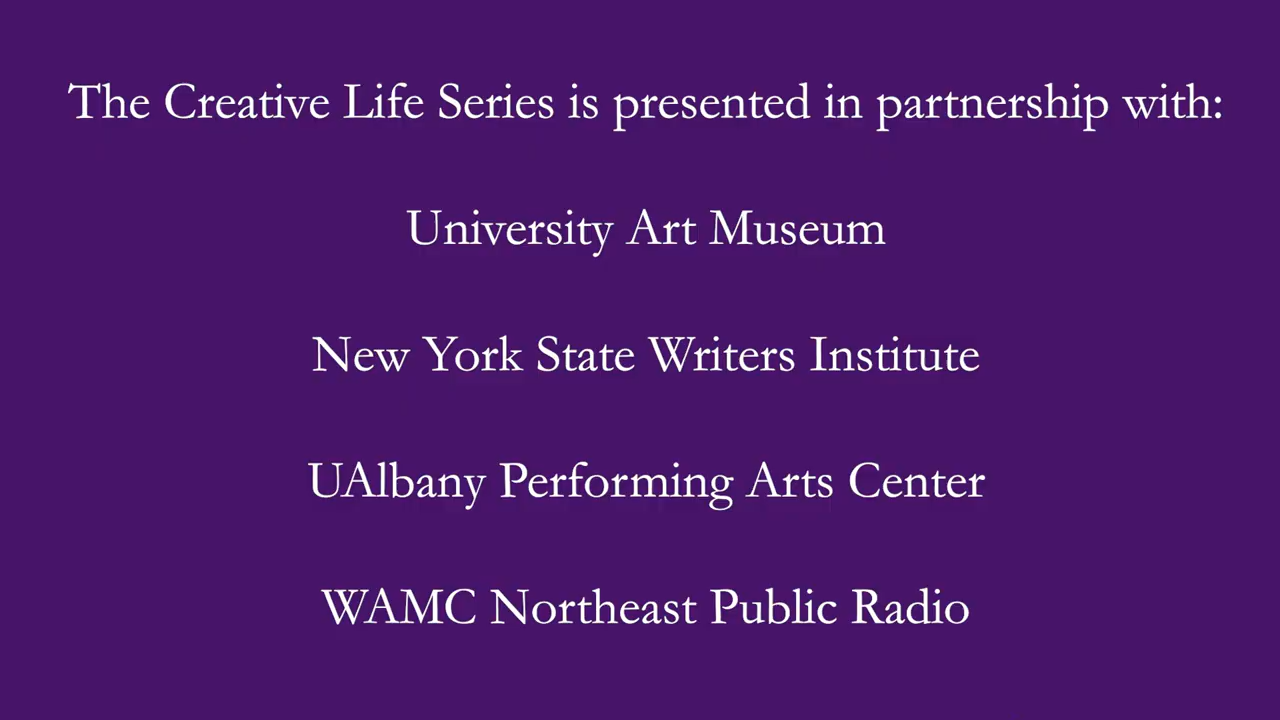 The Creative Life Series is presented in partnership with:
University Art Museum
New York State Writers Institute
UAlbany Performing Arts Center
WAMC Northeast Public Radio